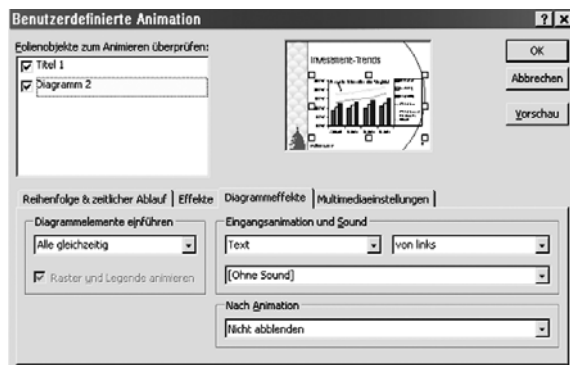 Benutzerdefinierte Animation
Folienobjekte zum Animieren überprüfen:
Titel 1
Diagramm 2
Investment-Trends
OK
Abbrechen
Vorschau
Reihenfolge & zeitlicher Ablauf
Effekte
Diagrammeffekte
Multimediaeinstellungen
Diagrammelemente einführen
Alle gleichzeitig
Raster und Legende animieren
Eingangsanimation und Sound
Text
von links
[Ohne Sound]
Nach Animation
Nicht abblenden